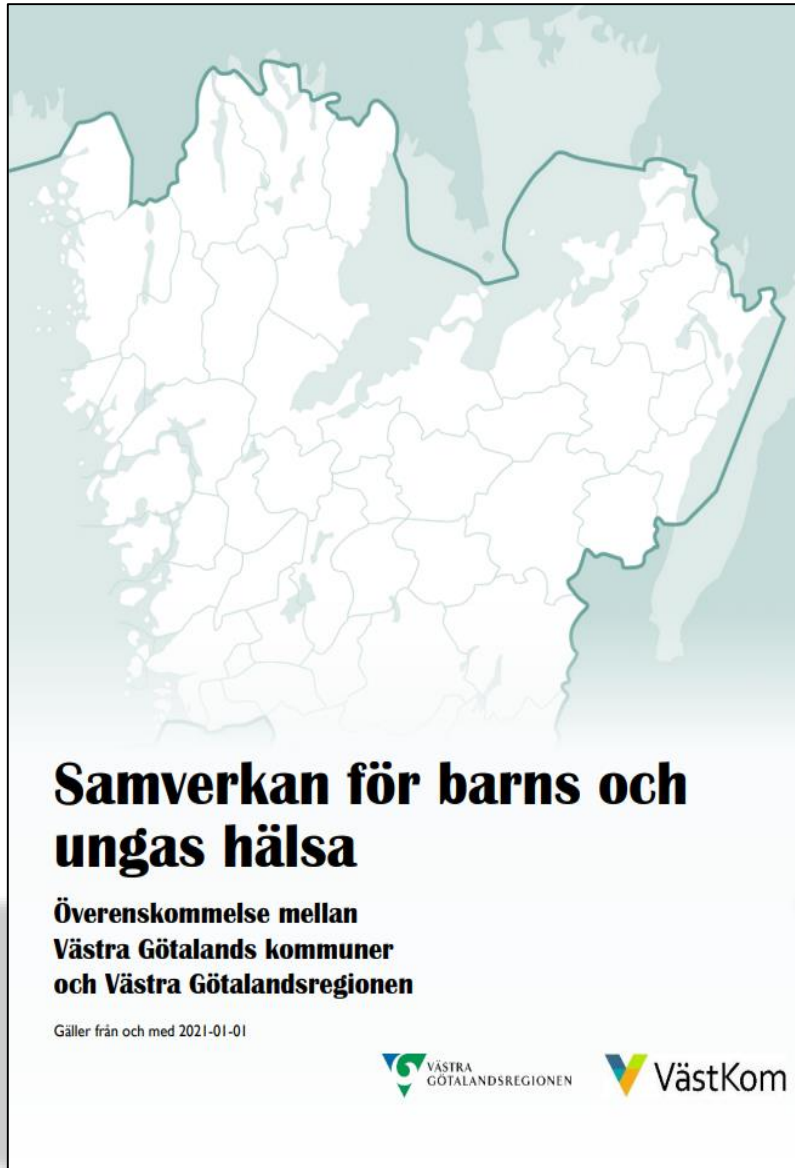 Samverkan för barns och
ungas hälsa
Överenskommelse mellan
Västra Götalands kommuner
och Västra Götalandsregionen
Gäller från och med 2021-01-01
VÄSTRA
GÖTALANDSREGIONEN
VästKom